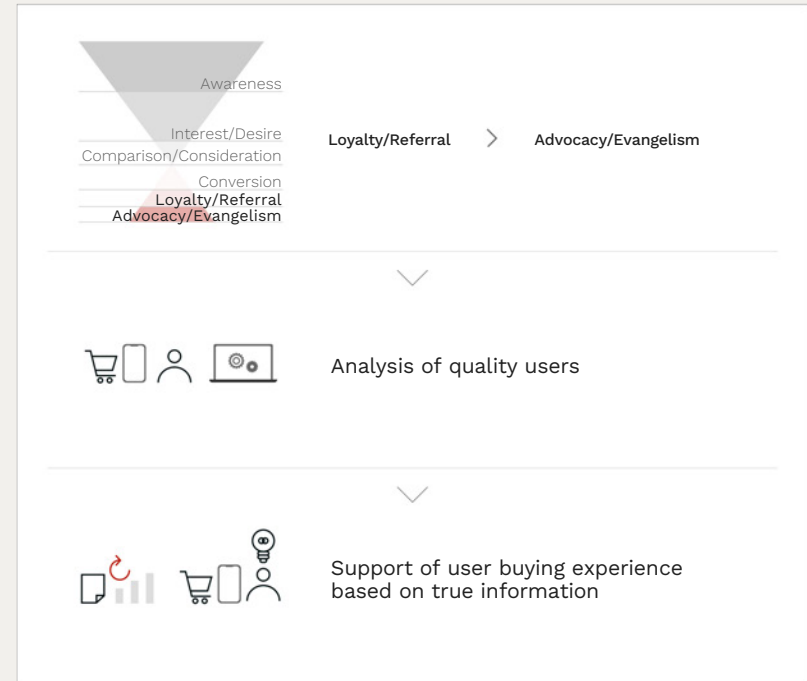 Awareness
Interest/Desire
Comparison/Consideration
Conversion
Loyalty/Referral
Advocacy/Evangelism
Loyalty/Referral
Advocacy/Evangelism
Analysis of quality users
Support of user buying experience
based on true information